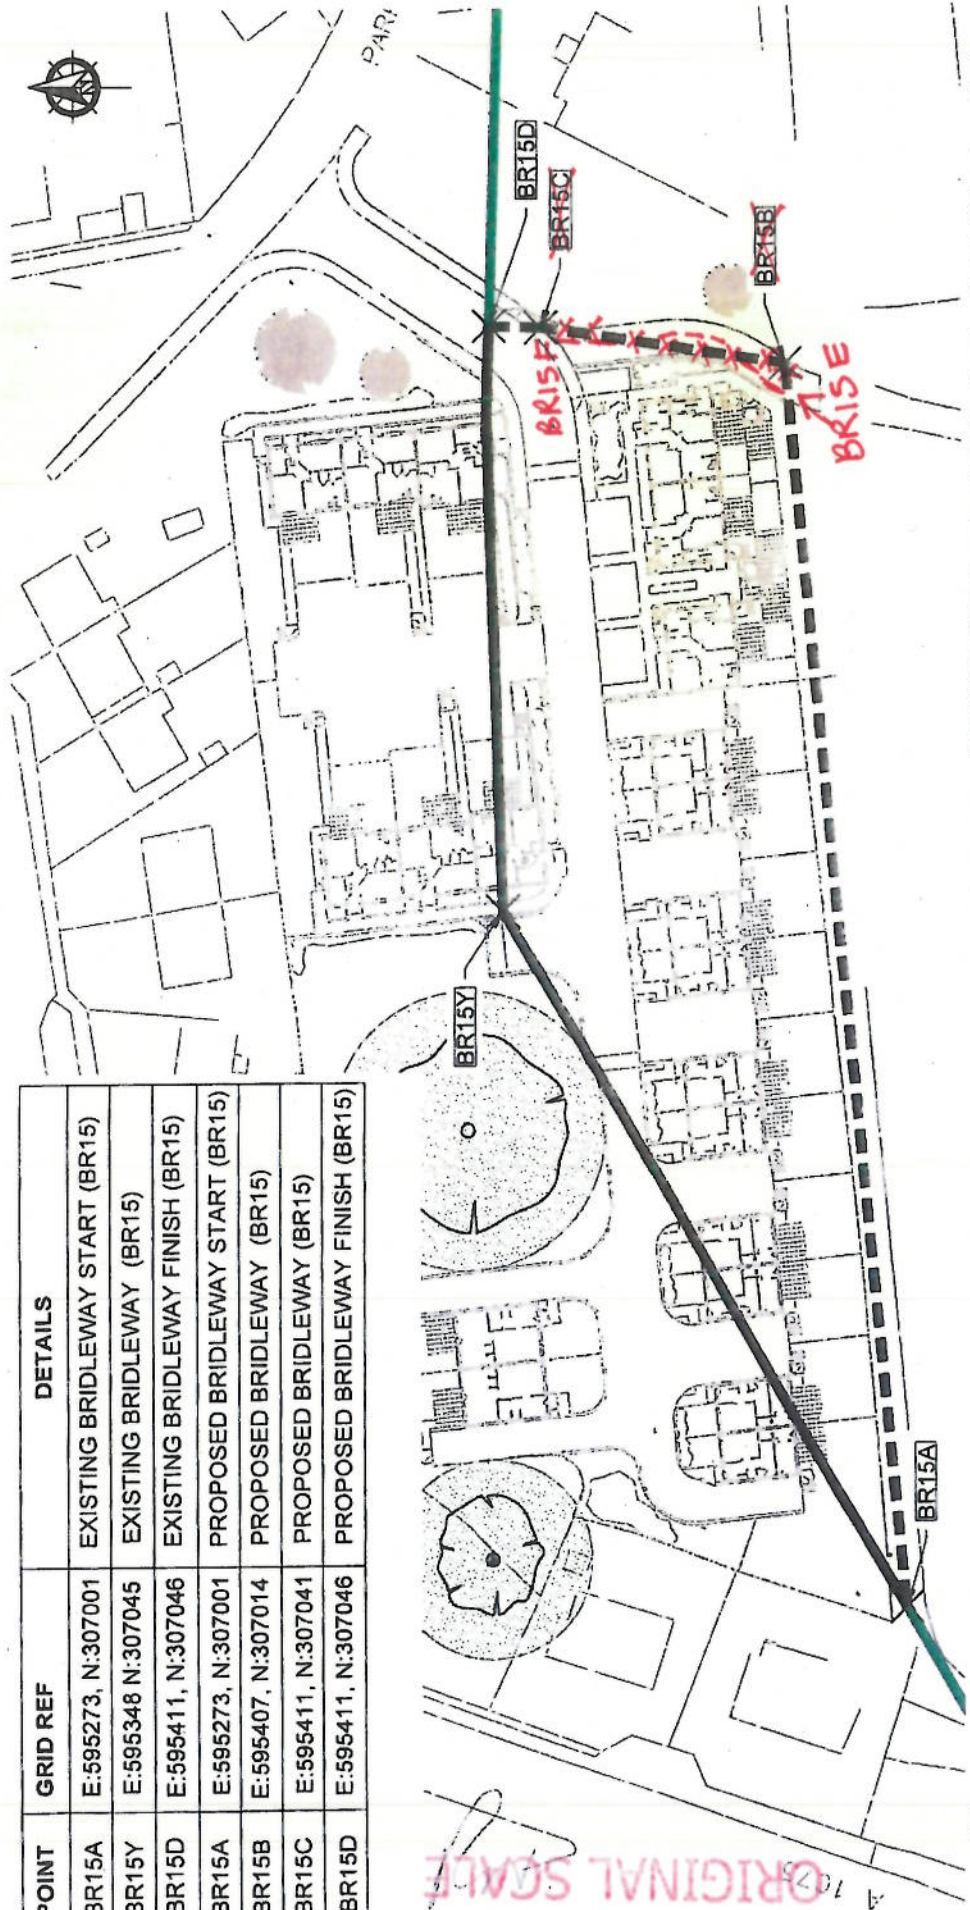 POINT GRID REF DETAILS
BR15A E:595273, N:307001 EXISTING BRIDLEWAY START (BR15)
BR15Y E:595348 N:307045 EXISTING BRIDLEWAY (BR15)
BR15D E:595411, N:307046 EXISTING BRIDLEWAY FINISH (BR15)
BR15A E:595273, N:307001 PROPOSED BRIDLEWAY START (BR15)
BR15B E:595407, N:307014 PROPOSED BRIDLEWAY (BR15)
BR15C E:595411, N:307041 PROPOSED BRIDLEWAY (BR15)
BR15D E:595411, N:307046 PROPOSED BRIDLEWAY FINISH (BR15)
N
BR15D
BR15C
BR15B
BR15F
BR15E
BR15Y
BR15A
ORIGINAL SCALE
A 1075